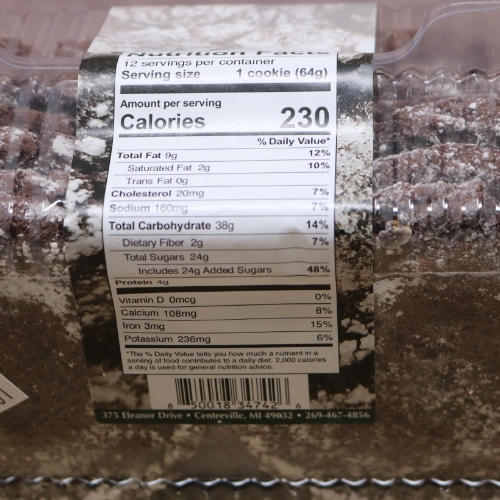 Nutrition Facts
12 servings per container
Serving size 1 cookie (64g)
Amount per serving
Calories 230
% Daily Value*
Total Fat 9g 12%
Saturated Fat 2g 10%
Trans Fat 0g
Cholesterol 20mg 7%
Sodium 160mg 7%
Total Carbohydrate 38g 14%
Dietary Fiber 2g 7%
Total Sugars 24g
Includes 24g Added Sugars 48%
Protein 4g
Vitamin D 0mcg 0%
Calcium 108mg 8%
Iron 3mg 15%
Potassium 236mg 6%
*The % Daily Value tells you how much a nutrient in a
serving of food contributes to a daily diet. 2,000 calories
a day is used for general nutrition advice.
8 50018 34742 6
375 Eleanor Drive • Centreville, MI 49032 • 269-467-4856